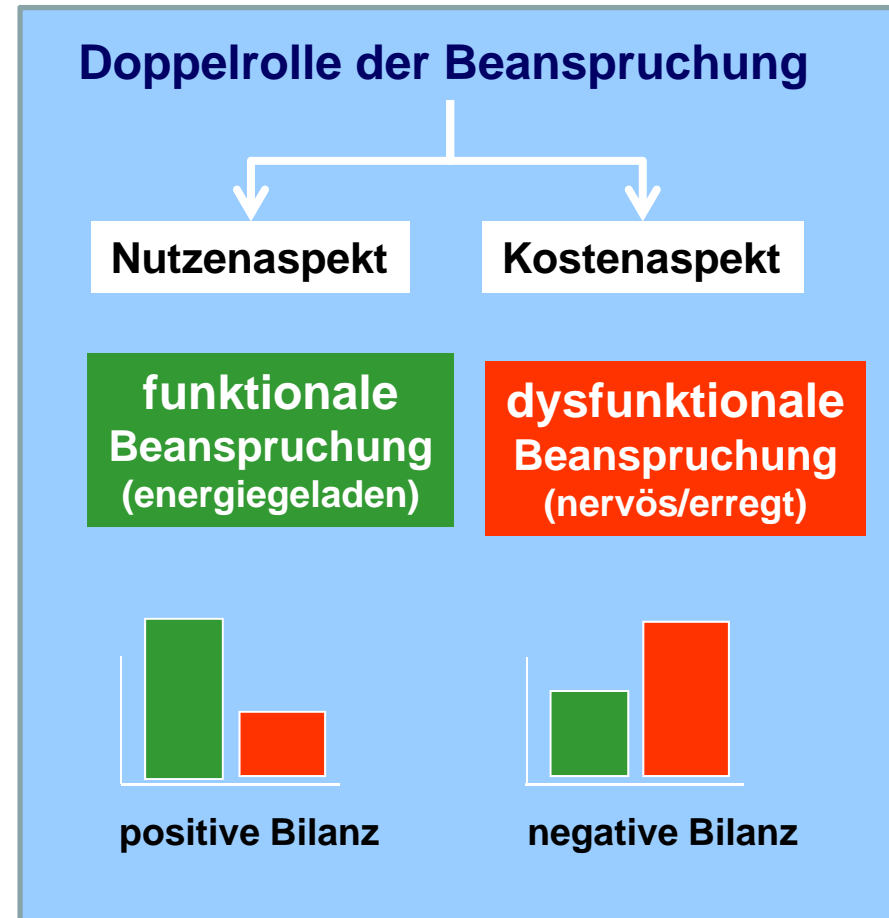 Doppelrolle der Beanspruchung
Nutzenaspekt
Kostenaspekt
funktionale
Beanspruchung
(energiegeladen)
dysfunktionale
Beanspruchung
(nervös/erregt)
positive Bilanz
negative Bilanz